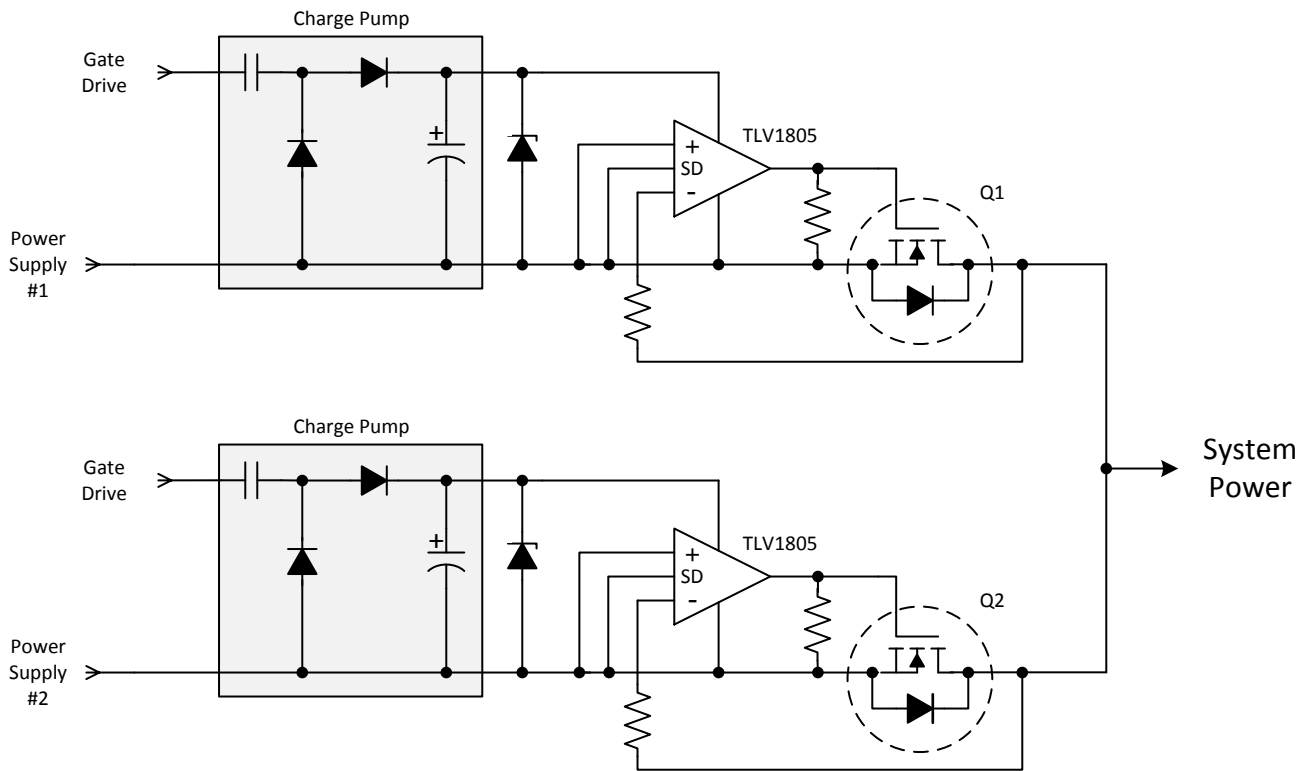 Charge Pump
Gate
Drive
+
TLV1805
+
SD
-
Q1
Power
Supply
#1
Charge Pump
Gate
Drive
+
TLV1805
+
SD
-
Q2
Power
Supply
#2
System
Power